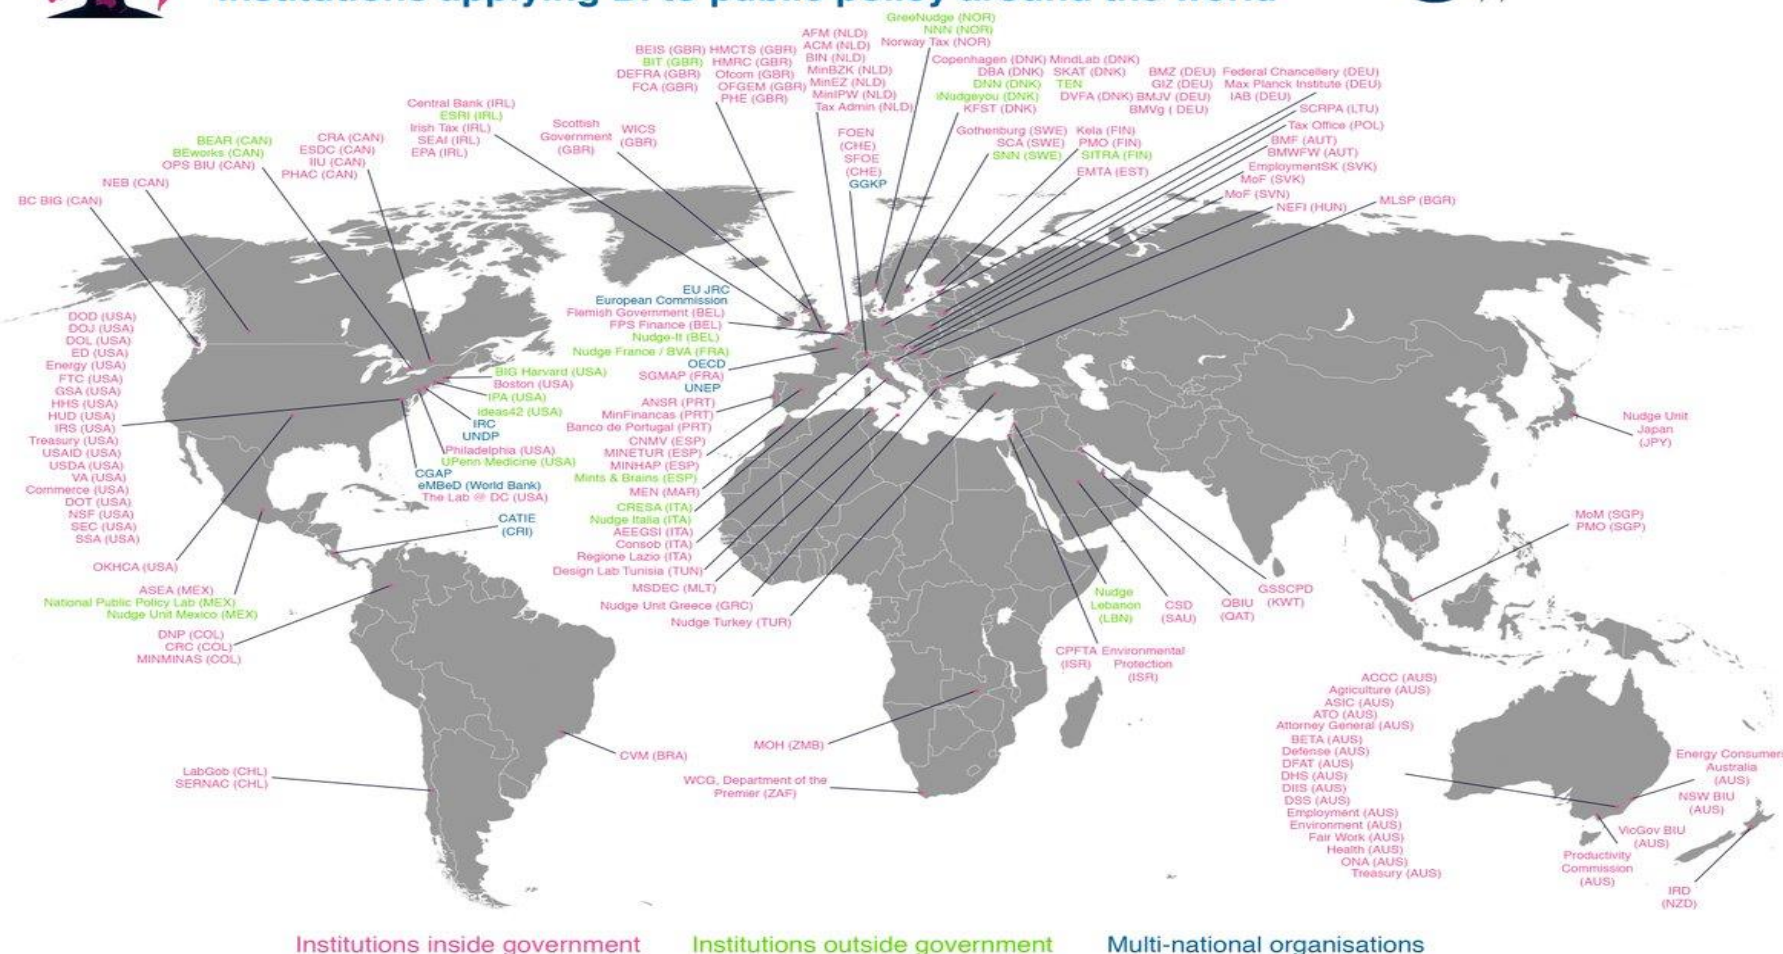 Institutions applying BI to public policy around the world
GreeNudge (NOR)
NNN (NOR)
Norway Tax (NOR)
AFM (NLD)
ACM (NLD)
BIN (NLD)
MinBZK (NLD)
MinEZ (NLD)
MinIPW (NLD)
Tax Admin (NLD)
BEIS (GBR) HMCTS (GBR)
BIT (GBR) HMRC (GBR)
DEFRA (GBR) Ofcom (GBR)
FCA (GBR) OFGEM (GBR)
PHE (GBR)
Copenhagen (DNK) MindLab (DNK)
DBA (DNK) SKAT (DNK)
DNN (DNK) TEN
iNudgeyou (DNK) DVFA (DNK)
KFST (DNK)
BMZ (DEU) Federal Chancellery (DEU)
GIZ (DEU) Max Planck Institute (DEU)
BMJV (DEU) IAB (DEU)
BMVg ( DEU)
SCRPA (LTU)
Tax Office (POL)
BMF (AUT)
BMWFW (AUT)
EmploymentSK (SVK)
MoF (SVK)
MoF (SVN)
NEFI (HUN)
MLSP (BGR)
Central Bank (IRL)
ESRI (IRL)
Irish Tax (IRL)
SEAI (IRL)
EPA (IRL)
Scottish
Government
(GBR)
WICS
(GBR)
FOEN
(CHE)
SFOE
(CHE)
GGKP
Gothenburg (SWE)
SCA (SWE)
SNN (SWE)
Kela (FIN)
PMO (FIN)
SITRA (FIN)
EMTA (EST)
BEAR (CAN)
BEworks (CAN)
OPS BIU (CAN)
CRA (CAN)
ESDC (CAN)
IIU (CAN)
PHAC (CAN)
NEB (CAN)
BC BIG (CAN)
DOD (USA)
DOJ (USA)
DOL (USA)
ED (USA)
Energy (USA)
FTC (USA)
GSA (USA)
HHS (USA)
HUD (USA)
IRS (USA)
Treasury (USA)
USAID (USA)
USDA (USA)
VA (USA)
Commerce (USA)
DOT (USA)
NSF (USA)
SEC (USA)
SSA (USA)
OKHCA (USA)
BIG Harvard (USA)
Boston (USA)
IPA (USA)
ideas42 (USA)
IRC
UNDP
Philadelphia (USA)
UPenn Medicine (USA)
CGAP
eMBeD (World Bank)
The Lab @ DC (USA)
CATIE
(CRI)
ASEA (MEX)
National Public Policy Lab (MEX)
Nudge Unit Mexico (MEX)
DNP (COL)
CRC (COL)
MINMINAS (COL)
LabGob (CHL)
SERNAC (CHL)
CVM (BRA)
EU JRC
European Commission
Flemish Government (BEL)
FPS Finance (BEL)
Nudge-It (BEL)
Nudge France / BVA (FRA)
OECD
SGMAP (FRA)
UNEP
ANSR (PRT)
MinFinancas (PRT)
Banco de Portugal (PRT)
CNMV (ESP)
MINETUR (ESP)
MINHAP (ESP)
Mints & Brains (ESP)
MEN (MAR)
CRESA (ITA)
Nudge Italia (ITA)
AEEGSI (ITA)
Consob (ITA)
Regione Lazio (ITA)
Design Lab Tunisia (TUN)
MSDEC (MLT)
Nudge Unit Greece (GRC)
Nudge Turkey (TUR)
MOH (ZMB)
WCG, Department of the
Premier (ZAF)
Nudge
Lebanon
(LBN)
CSD
(SAU)
QBIU
(QAT)
GSSCPD
(KWT)
CPFTA
(ISR)
Environmental
Protection
(ISR)
Nudge Unit
Japan
(JPY)
MoM (SGP)
PMO (SGP)
ACCC (AUS)
Agriculture (AUS)
ASIC (AUS)
ATO (AUS)
Attorney General (AUS)
BETA (AUS)
Defense (AUS)
DFAT (AUS)
DHS (AUS)
DIIS (AUS)
DSS (AUS)
Employment (AUS)
Environment (AUS)
Fair Work (AUS)
Health (AUS)
ONA (AUS)
Treasury (AUS)
Energy Consumer
Australia
(AUS)
NSW BIU
(AUS)
VicGov BIU
(AUS)
Productivity
Commission
(AUS)
IRD
(NZD)
Institutions inside government
Institutions outside government
Multi-national organisations